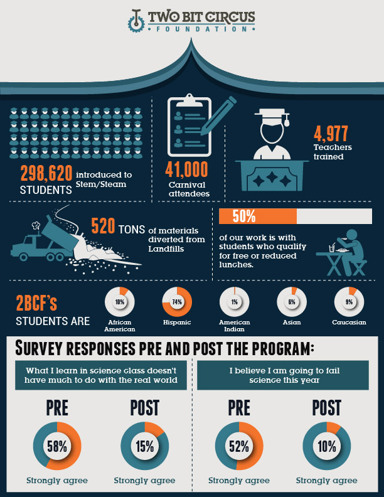 TWO BIT CIRCUS
FOUNDATION
298,620 introduced to
STUDENTS Stem/Steam
41,000
Carnival
attendees
4,977
Teachers
trained
520 TONS of materials
diverted from
Landfills
50%
of our work is with
students who qualify
for free or reduced
lunches.
2BCF's
STUDENTS ARE
10%
African
American
74%
Hispanic
1%
American
Indian
6%
Asian
9%
Caucasian
SURVEY RESPONSES PRE AND POST THE PROGRAM:
What I learn in science class doesn't
have much to do with the real world
PRE
58%
Strongly agree
POST
15%
Strongly agree
I believe I am going to fail
science this year
PRE
52%
Strongly agree
POST
10%
Strongly agree